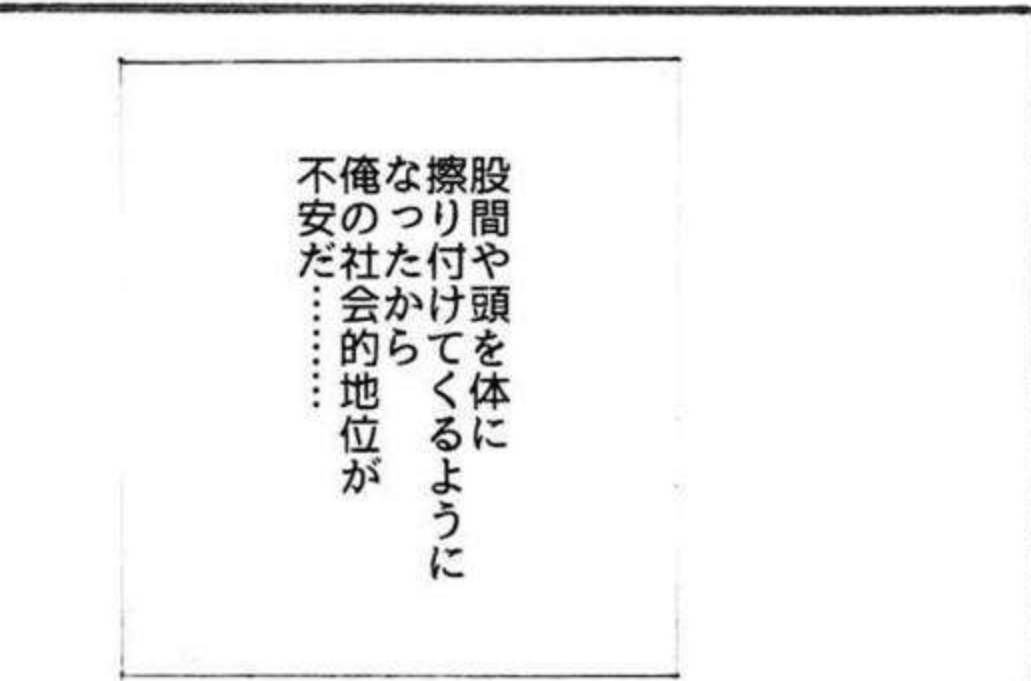 股間や頭を体に
擦り付けてくるように
なったから
俺の社会的地位が
不安だ………